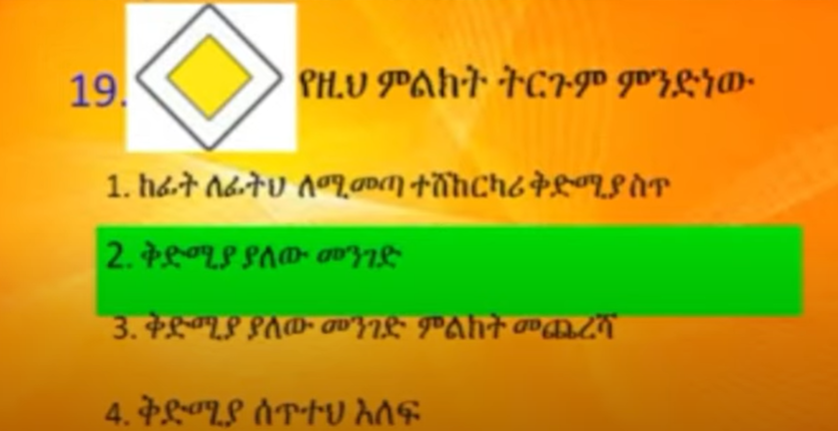 19. የዚህ ምልክት ትርጉም ምንድነው
1. ከፊት ለፊትህ ለሚመጣ ተሽከርካሪ ቅድሚያ ስጥ
2. ቅድሚያ ያለው መንገድ
3. ቅድሚያ ያለው መንገድ ምልክት መጨረሻ
4. ቅድሚያ ሰጥተህ እለፍ